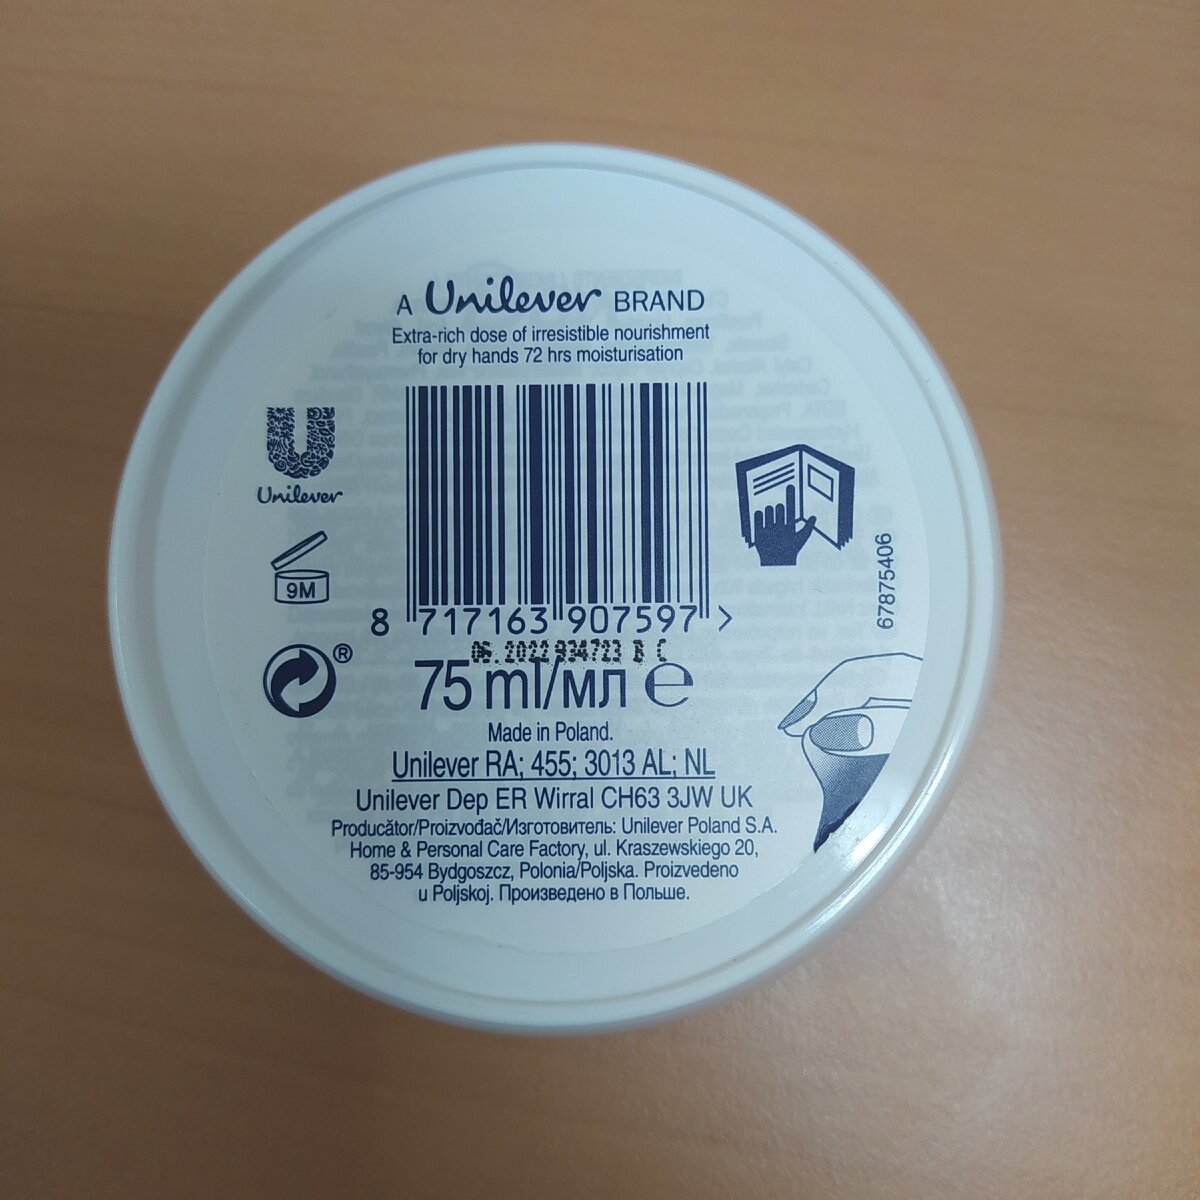 A Unilever BRAND
Extra-rich dose of irresistible nourishment
for dry hands 72 hrs moisturisation
Unilever
9M
8 717163 907597 >
67875406
06.2022 934723 B C
®
75 ml/мл e
Made in Poland.
Unilever RA; 455; 3013 AL; NL
Unilever Dep ER Wirral CH63 3JW UK
Producător/Proizvođač/Изготовитель: Unilever Poland S.A.
Home & Personal Care Factory, ul. Kraszewskiego 20,
85-954 Bydgoszcz, Polonia/Poljska. Proizvedeno
u Poljskoj. Произведено в Польше.